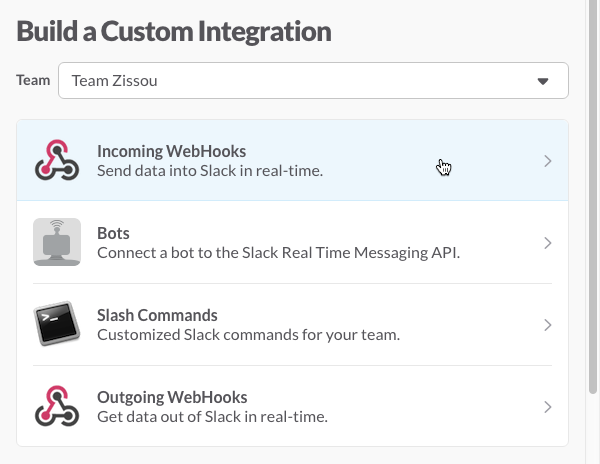 Build a Custom Integration
Team
Team Zissou
Incoming WebHooks
Send data into Slack in real-time.
Bots
Connect a bot to the Slack Real Time Messaging API.
>_
Slash Commands
Customized Slack commands for your team.
Outgoing WebHooks
Get data out of Slack in real-time.